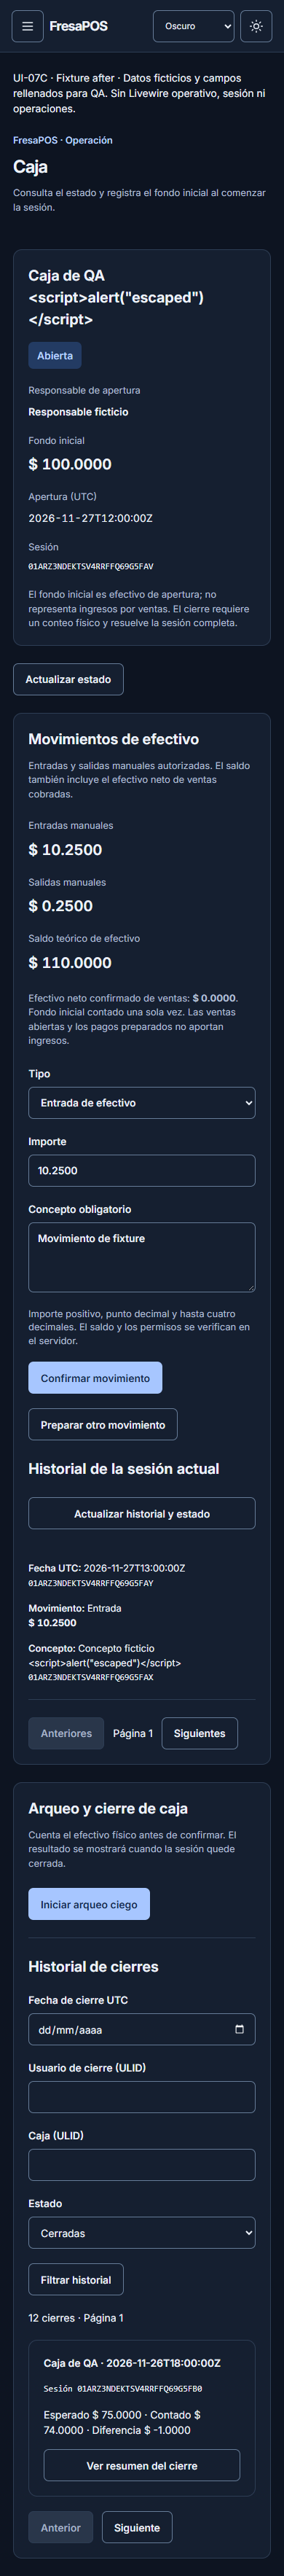 FresaPOS
Oscuro
UI-07C · Fixture after · Datos ficticios y campos
rellenados para QA. Sin Livewire operativo, sesión ni
operaciones.
FresaPOS · Operación
Caja
Consulta el estado y registra el fondo inicial al comenzar
la sesión.
Caja de QA
<script>alert("escaped")
</script>
Abierta
Responsable de apertura
Responsable ficticio
Fondo inicial
$ 100.0000
Apertura (UTC)
2026-11-27T12:00:00Z
Sesión
01ARZ3NDEKTSV4RRFFQ69G5FAV
El fondo inicial es efectivo de apertura; no
representa ingresos por ventas. El cierre requiere
un conteo físico y resuelve la sesión completa.
Actualizar estado
Movimientos de efectivo
Entradas y salidas manuales autorizadas. El saldo
también incluye el efectivo neto de ventas
cobradas.
Entradas manuales
$ 10.2500
Salidas manuales
$ 0.2500
Saldo teórico de efectivo
$ 110.0000
Efectivo neto confirmado de ventas: $ 0.0000.
Fondo inicial contado una sola vez. Las ventas
abiertas y los pagos preparados no aportan
ingresos.
Tipo
Entrada de efectivo
Importe
10.2500
Concepto obligatorio
Movimiento de fixture
Importe positivo, punto decimal y hasta cuatro
decimales. El saldo y los permisos se verifican en
el servidor.
Confirmar movimiento
Preparar otro movimiento
Historial de la sesión actual
Actualizar historial y estado
Fecha UTC: 2026-11-27T13:00:00Z
01ARZ3NDEKTSV4RRFFQ69G5FAY
Movimiento: Entrada
$ 10.2500
Concepto: Concepto ficticio
<script>alert("escaped")</script>
01ARZ3NDEKTSV4RRFFQ69G5FAX
Anteriores Página 1 Siguientes
Arqueo y cierre de caja
Cuenta el efectivo físico antes de confirmar. El
resultado se mostrará cuando la sesión quede
cerrada.
Iniciar arqueo ciego
Historial de cierres
Fecha de cierre UTC
dd/mm/aaaa
Usuario de cierre (ULID)
Caja (ULID)
Estado
Cerradas
Filtrar historial
12 cierres · Página 1
Caja de QA · 2026-11-26T18:00:00Z
Sesión 01ARZ3NDEKTSV4RRFFQ69G5FB0
Esperado $ 75.0000 · Contado $
74.0000 · Diferencia $ -1.0000
Ver resumen del cierre
Anterior Siguiente